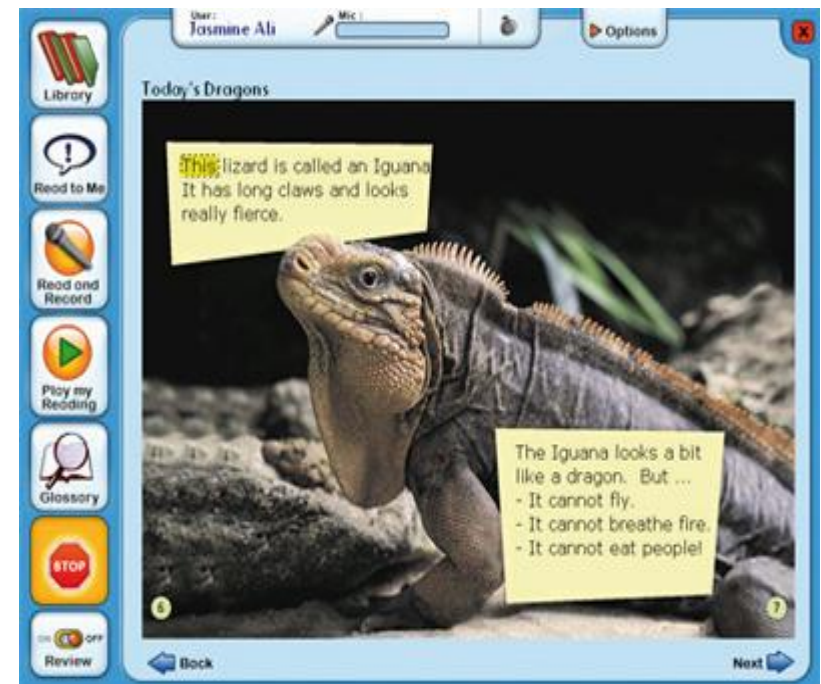 User:
Jasmine Ali
Mic:
Options
X
Library
Today's Dragons
Read to Me
This lizard is called an Iguana
It has long claws and looks
really fierce.
Read and
Record
Play my
Reading
The Iguana looks a bit
like a dragon. But ...
- It cannot fly.
- It cannot breathe fire.
- It cannot eat people!
Glossary
STOP
6
7
ON OFF
Review
Back
Next